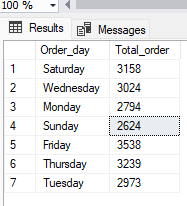 100 %
Results Messages
Order_day Total_order
1 Saturday 3158
2 Wednesday 3024
3 Monday 2794
4 Sunday 2624
5 Friday 3538
6 Thursday 3239
7 Tuesday 2973